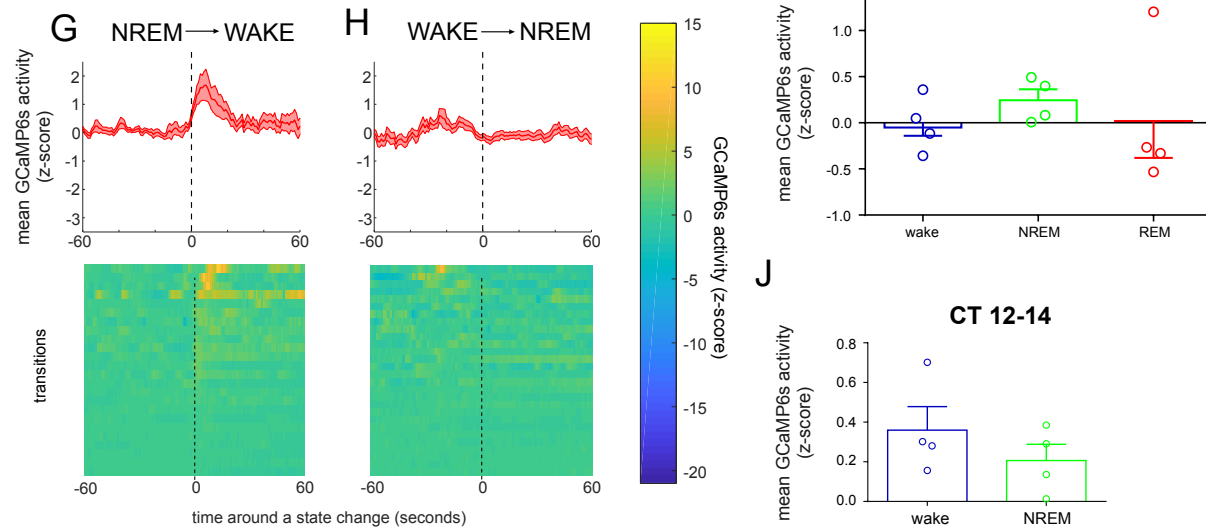 G
NREM → WAKE
mean GCaMP6s activity
(z-score)
2
1
0
-1
-2
-3
-60
0
60
H
WAKE → NREM
2
1
0
-1
-2
-3
-60
0
60
transitions
-60
0
60
-60
0
60
time around a state change (seconds)
15
10
5
0
-5
-10
-15
-20
GCaMP6s activity (z-score)
mean GCaMP6s activity
(z-score)
1.0
0.5
0.0
-0.5
-1.0
wake
NREM
REM
J
CT 12-14
mean GCaMP6s activity
(z-score)
0.8
0.6
0.4
0.2
0.0
wake
NREM